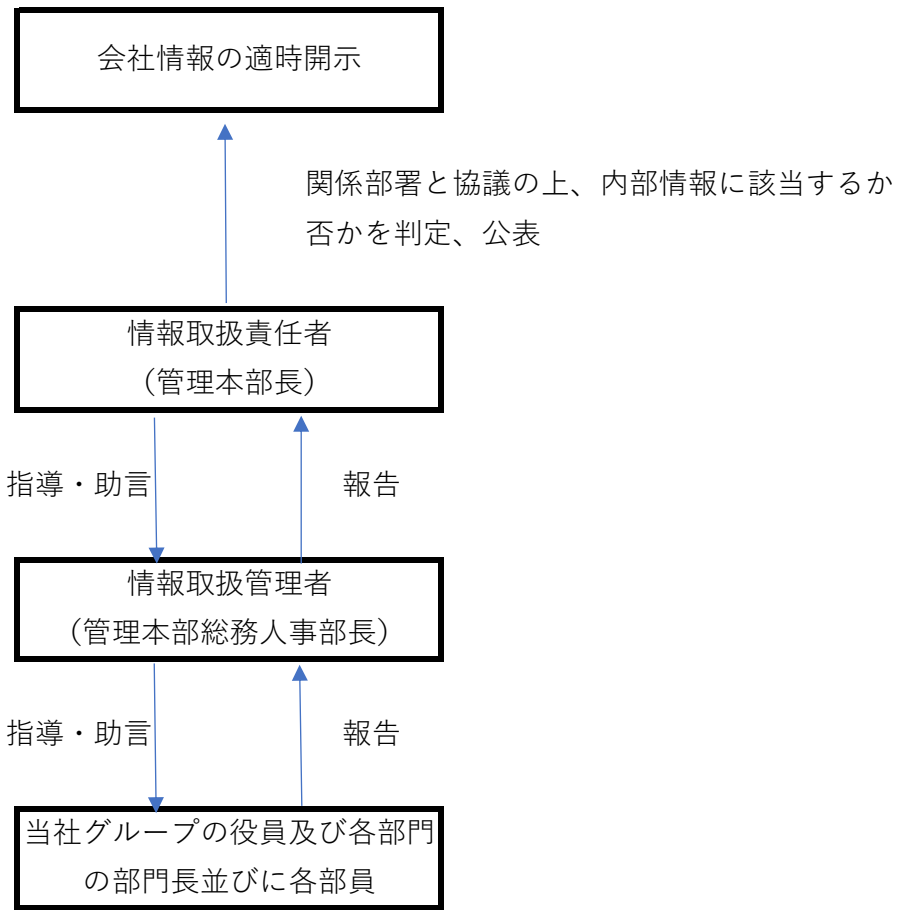 会社情報の適時開示
関係部署と協議の上、内部情報に該当するか
否かを判定、公表
情報取扱責任者
（管理本部長）
指導・助言
報告
情報取扱管理者
（管理本部総務人事部長）
指導・助言
報告
当社グループの役員及び各部門
の部門長並びに各部員